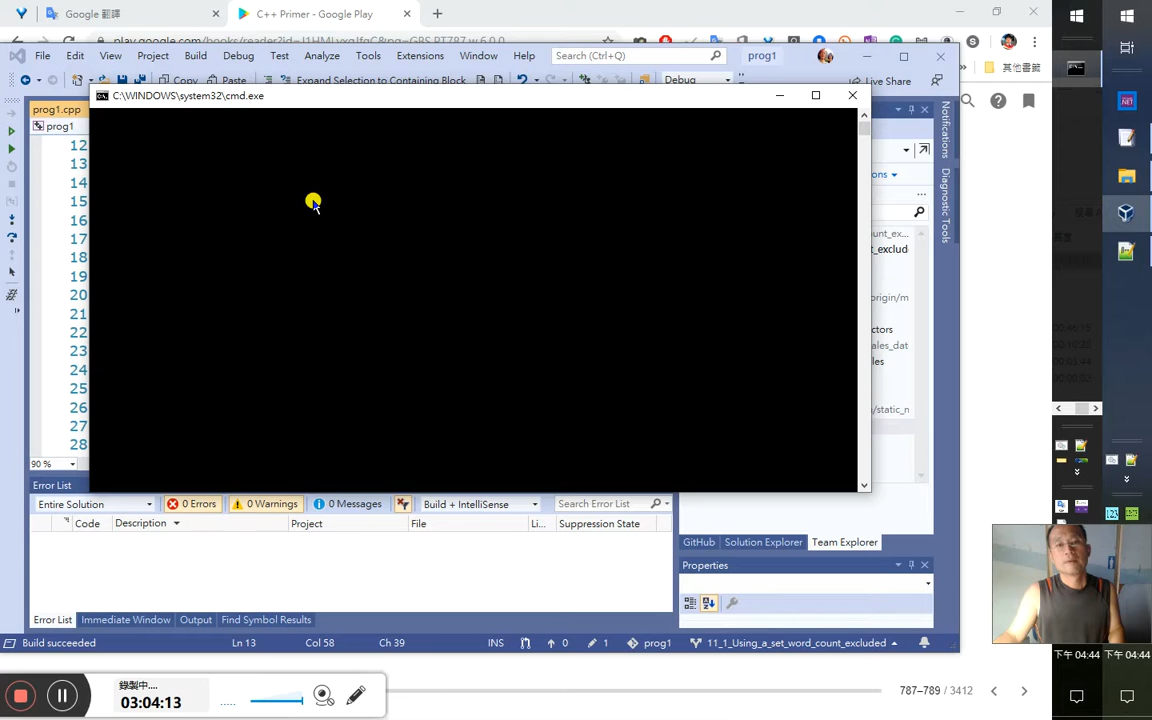 Google 翻譯
C++ Primer - Google Play
File Edit View Project Build Debug Test Analyze Tools Extensions Window Help
Search (Ctrl+Q)
prog1
Copy Paste Expand Selection to Containing Block
Debug
Live Share
其他書籤
prog1.cpp
C:\WINDOWS\system32\cmd.exe
prog1
12
13
14
15
16
17
18
19
20
21
22
23
24
25
26
27
28
90 %
Notifications
Diagnostic Tools
Error List
Entire Solution
0 Errors
0 Warnings
0 Messages
Build + IntelliSense
Search Error List
Code Description Project File Li... Suppression State
GitHub Solution Explorer Team Explorer
Properties
Error List Immediate Window Output Find Symbol Results
Build succeeded
Ln 13 Col 58 Ch 39 INS
0
1
prog1
11_1_Using_a_set_word_count_excluded
錄製中....
03:04:13
787–789 / 3412
下午 04:44
下午 04:44